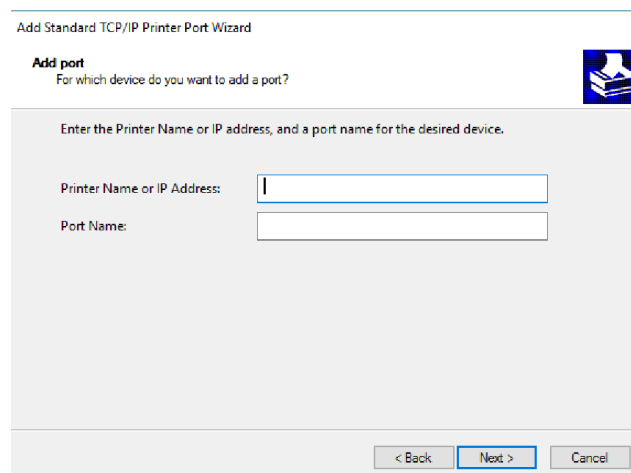 Add Standard TCP/IP Printer Port Wizard
Add port
For which device do you want to add a port?
Enter the Printer Name or IP address, and a port name for the desired device.
Printer Name or IP Address:
Port Name:
< Back Next > Cancel